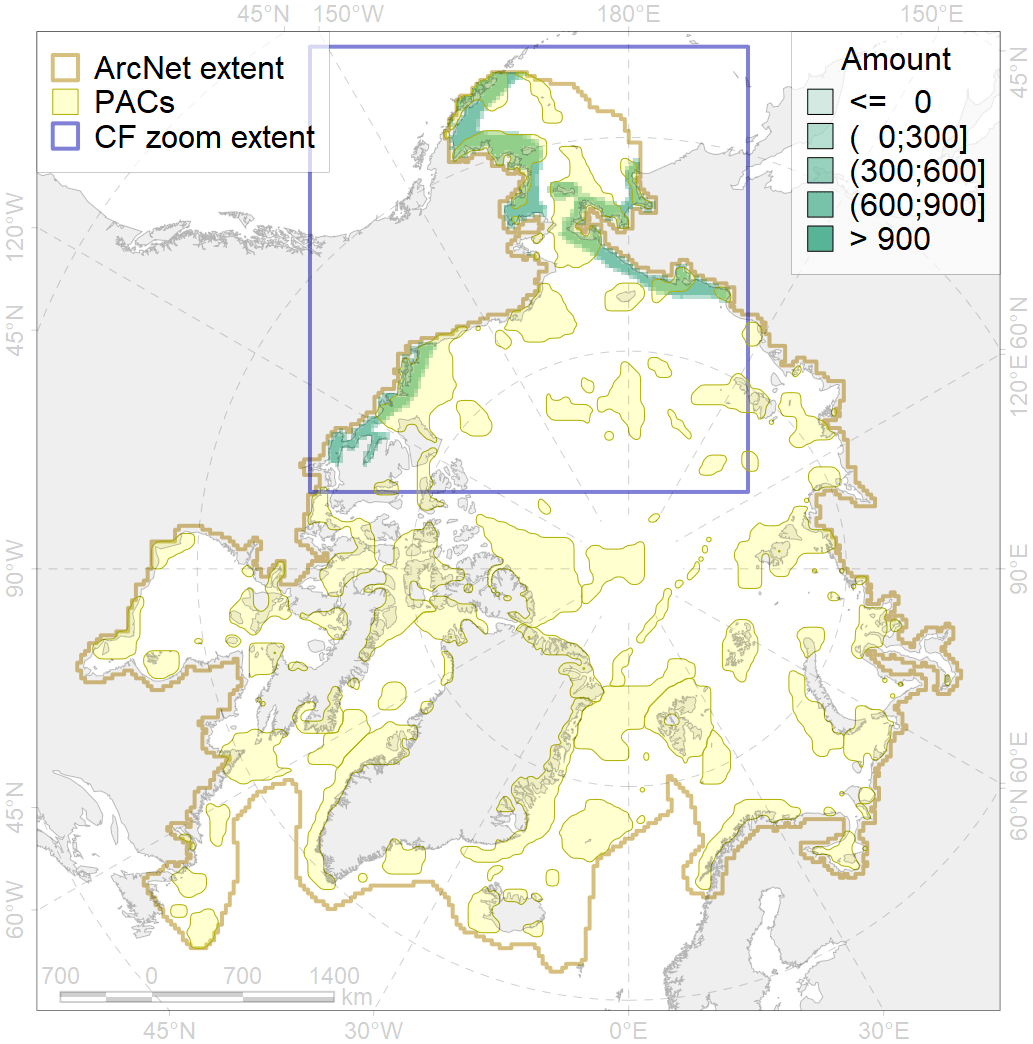 45°N 150°W 180°E 150°E
ArcNet extent
PACs
CF zoom extent
Amount
<= 0
( 0;300]
(300;600]
(600;900]
> 900
45°N
120°W
45°N
90°W
45°N
60°W
60°N
120°E
90°E
60°E
60°N
700 0 700 1400
km
45°N 30°W 0°E 30°E